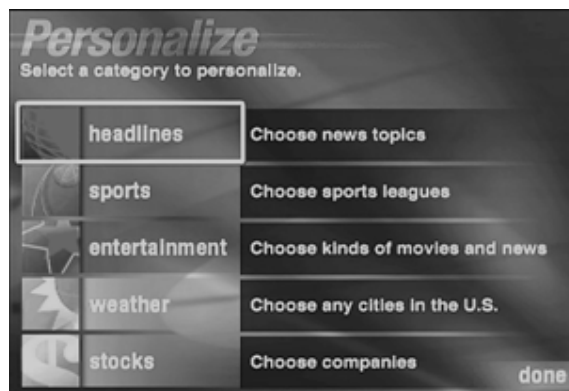 Personalize
Select a category to personalize.
headlines Choose news topics
sports Choose sports leagues
entertainment Choose kinds of movies and news
weather Choose any cities in the U.S.
stocks Choose companies
done